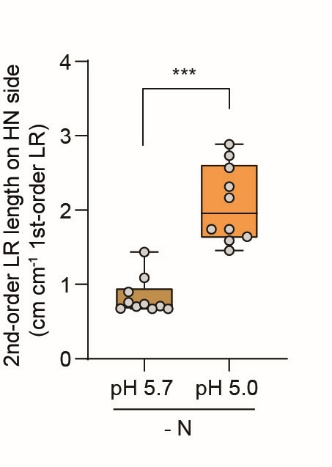 2nd-order LR length on HN side
(cm cm-1 1st-order LR)
4
3
2
1
0
***
pH 5.7 pH 5.0
- N